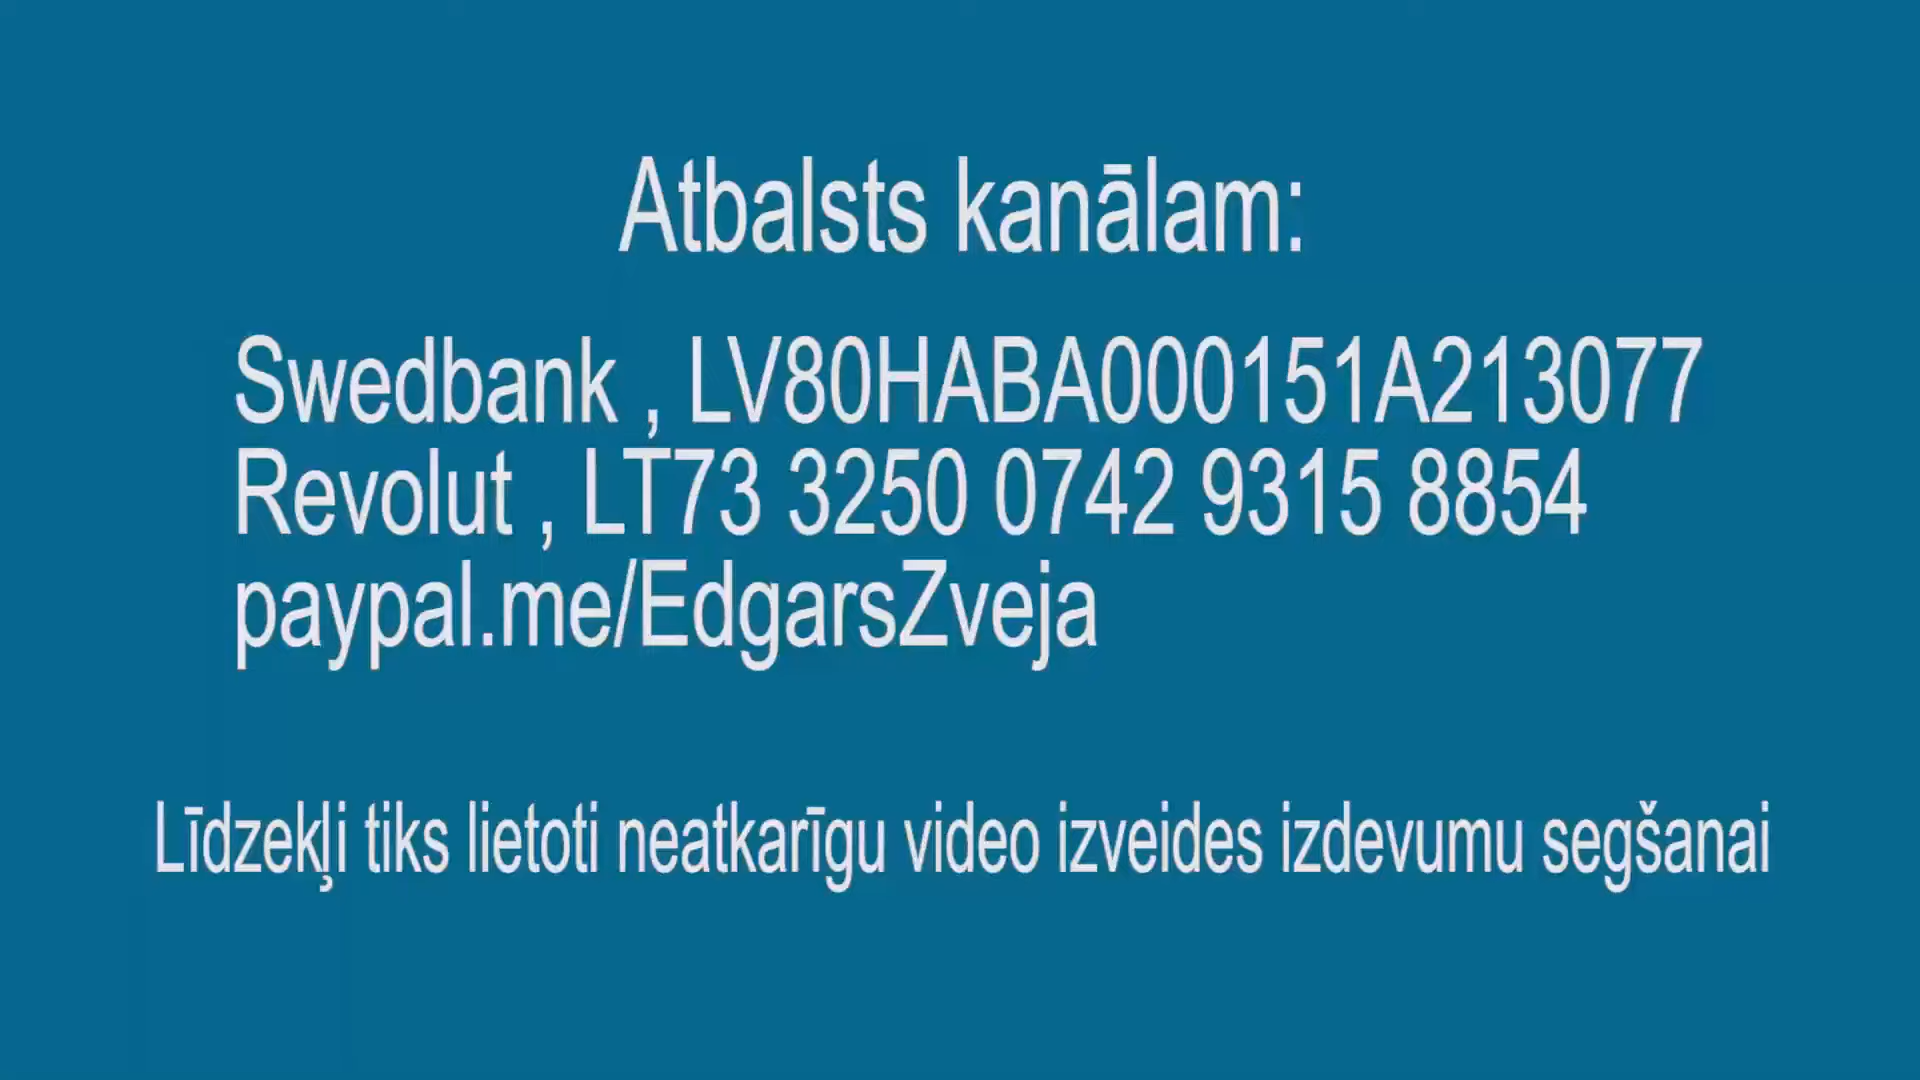 Atbalsts kanālam:
Swedbank , LV80HABA000151A213077
Revolut , LT73 3250 0742 9315 8854
paypal.me/EdgarsZveja
Līdzekļi tiks lietoti neatkarīgu video izveides izdevumu segšanai